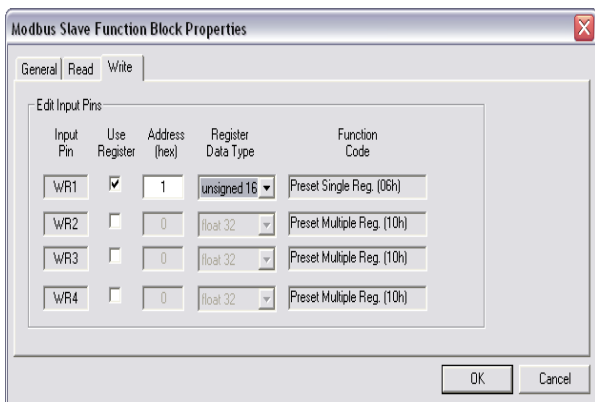 Modbus Slave Function Block Properties
General Read Write
Edit Input Pins
Input Pin Use Register Address (hex) Register Data Type Function Code
WR1 1 unsigned 16 Preset Single Reg. (06h)
WR2 0 float 32 Preset Multiple Reg. (10h)
WR3 0 float 32 Preset Multiple Reg. (10h)
WR4 0 float 32 Preset Multiple Reg. (10h)
OK Cancel